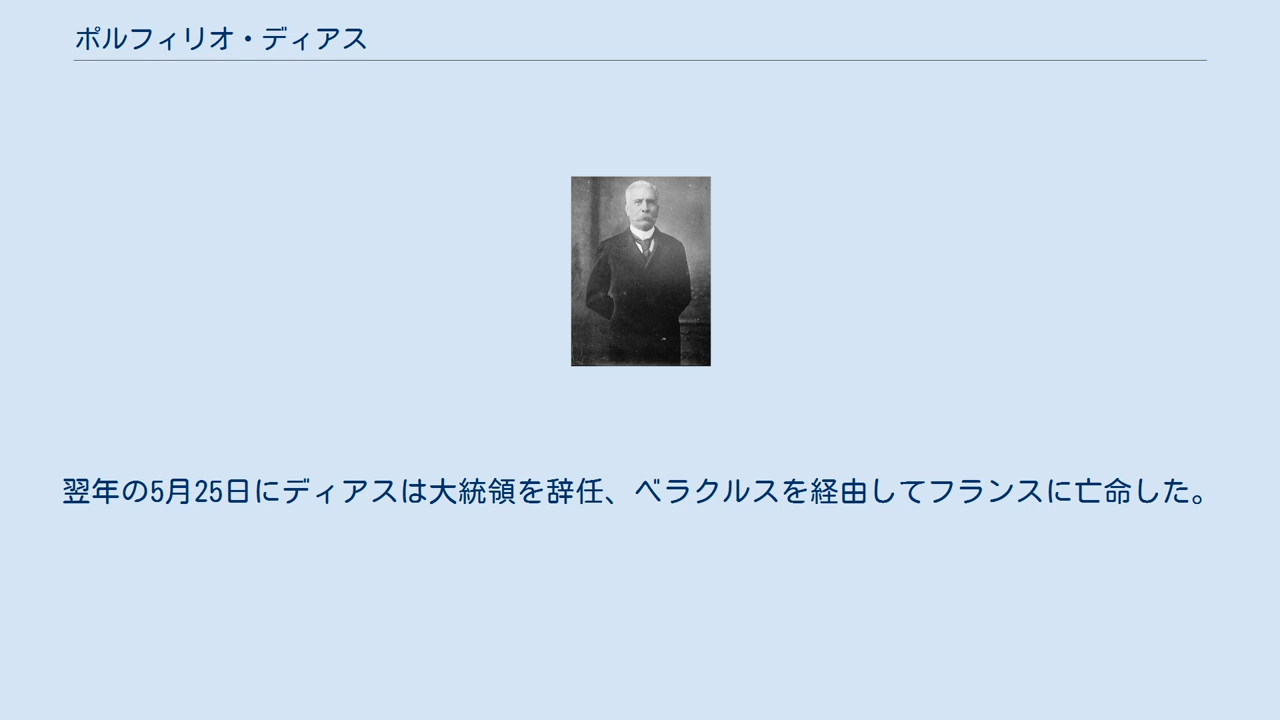 ポルフィリオ・ディアス
翌年の5月25日にディアスは大統領を辞任、ベラクルスを経由してフランスに亡命した。